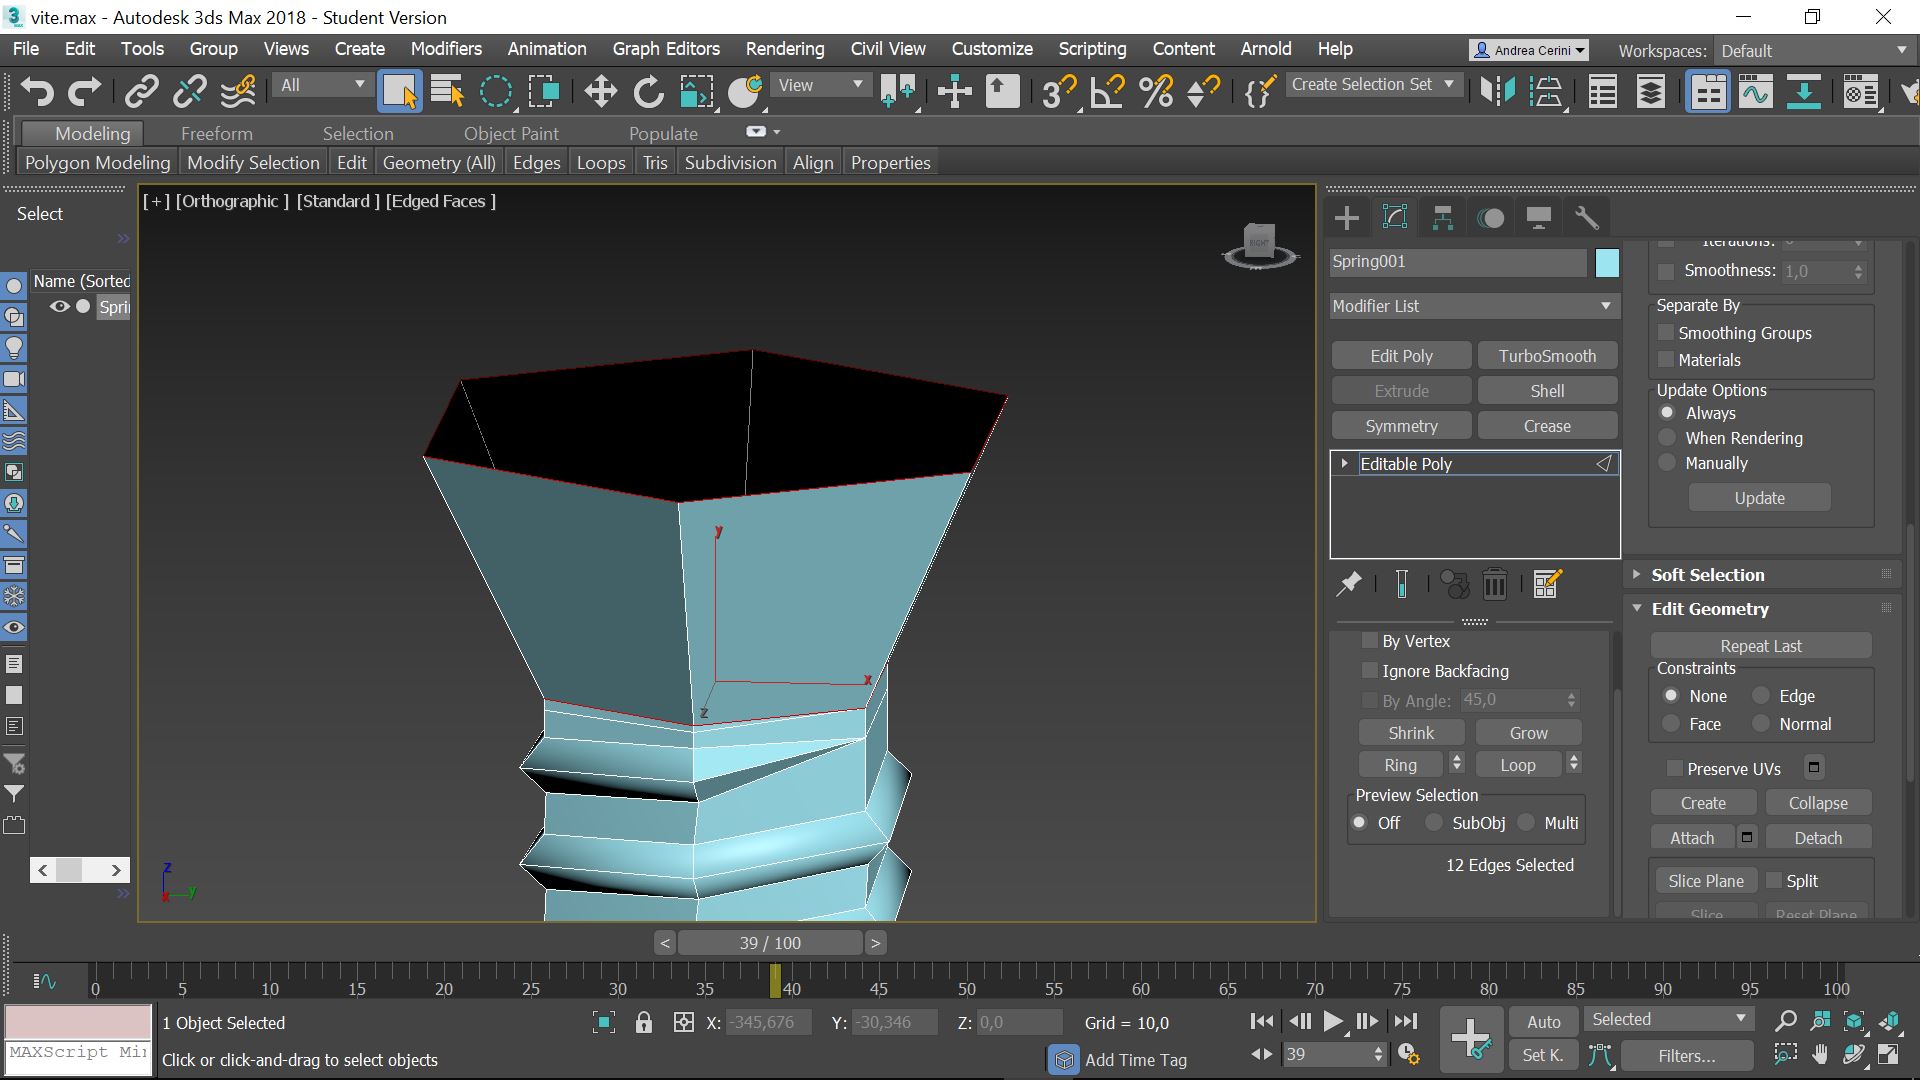 vite.max - Autodesk 3ds Max 2018 - Student Version
File Edit Tools Group Views Create Modifiers Animation Graph Editors Rendering Civil View Customize Scripting Content Arnold Help
Andrea Cerini
Workspaces: Default
All
View
Create Selection Set
Modeling Freeform Selection Object Paint Populate
Polygon Modeling Modify Selection Edit Geometry (All) Edges Loops Tris Subdivision Align Properties
Select
Name (Sorted
Spri
[+] [Orthographic ] [Standard ] [Edged Faces ]
RIGHT
y
x
z
z
y
x
Spring001
Modifier List
Edit Poly TurboSmooth
Extrude Shell
Symmetry Crease
Editable Poly
By Vertex
Ignore Backfacing
By Angle: 45,0
Shrink Grow
Ring Loop
Preview Selection
Off SubObj Multi
12 Edges Selected
Iterations:
Smoothness: 1,0
Separate By
Smoothing Groups
Materials
Update Options
Always
When Rendering
Manually
Update
Soft Selection
Edit Geometry
Repeat Last
Constraints
None Edge
Face Normal
Preserve UVs
Create Collapse
Attach Detach
Slice Plane Split
Slice Reset Plane
< 39 / 100 >
0 5 10 15 20 25 30 35 40 45 50 55 60 65 70 75 80 85 90 95 100
1 Object Selected
X: -345,676 Y: -30,346 Z: 0,0 Grid = 10,0
Auto Selected
MAXScript Mi
Click or click-and-drag to select objects
Add Time Tag
39
Set K. Filters...